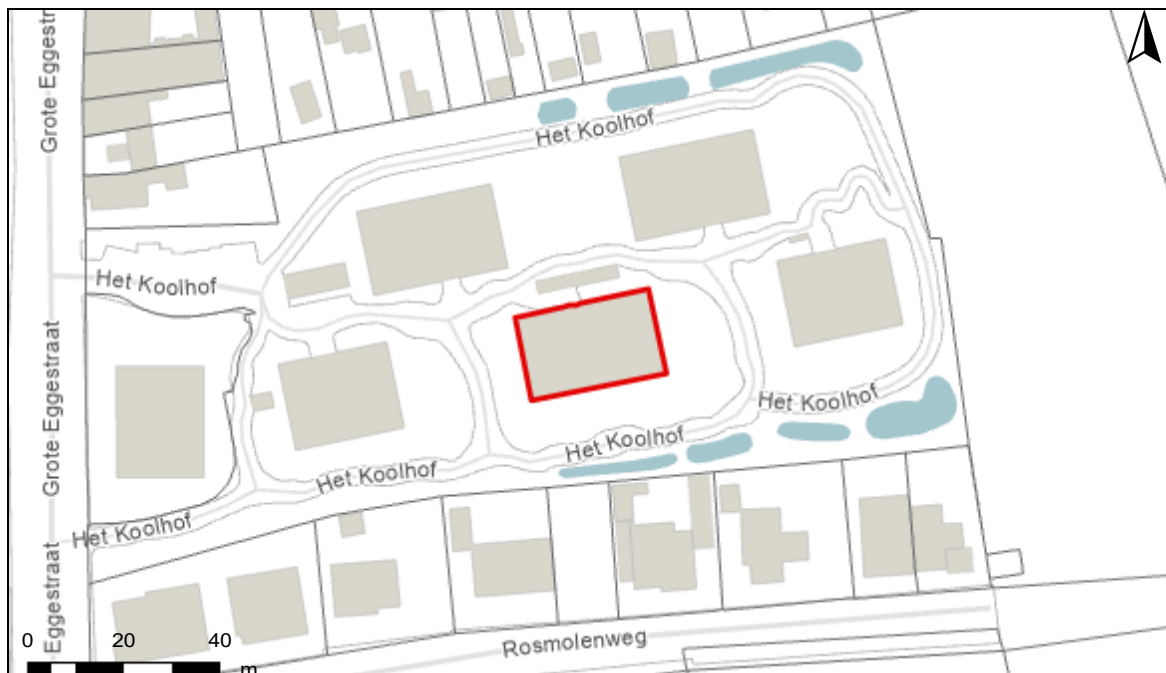 Grote Eggestr
Het Koolhof
Het Koolhof
Grote Eggestraat
Het Koolhof
Het Koolhof
Het Koolhof
Het Koolhof
Eggestraat
Rosmolenweg
0 20 40
m